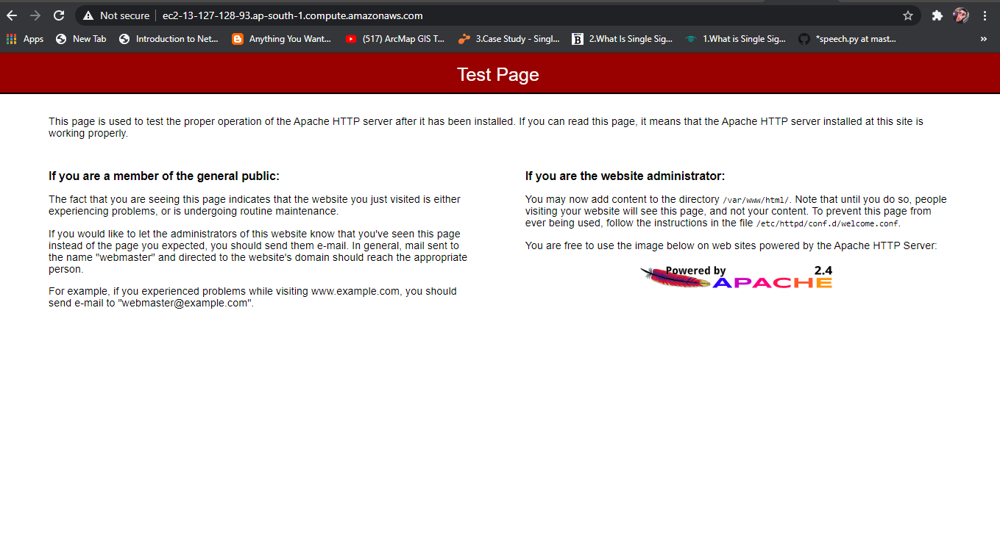 Not secure | ec2-13-127-128-93.ap-south-1.compute.amazonaws.com
Apps New Tab Introduction to Net... Anything You Want... (517) ArcMap GIS T... 3.Case Study - Singl... 2.What Is Single Sig... 1.What is Single Sig... *speech.py at mast... »
Test Page
This page is used to test the proper operation of the Apache HTTP server after it has been installed. If you can read this page, it means that the Apache HTTP server installed at this site is
working properly.
If you are a member of the general public:
The fact that you are seeing this page indicates that the website you just visited is either
experiencing problems, or is undergoing routine maintenance.
If you would like to let the administrators of this website know that you've seen this page
instead of the page you expected, you should send them e-mail. In general, mail sent to
the name "webmaster" and directed to the website's domain should reach the appropriate
person.
For example, if you experienced problems while visiting www.example.com, you should
send e-mail to "webmaster@example.com".
If you are the website administrator:
You may now add content to the directory /var/www/html/. Note that until you do so, people
visiting your website will see this page, and not your content. To prevent this page from
ever being used, follow the instructions in the file /etc/httpd/conf.d/welcome.conf.
You are free to use the image below on web sites powered by the Apache HTTP Server:
Powered by 2.4
APACHE